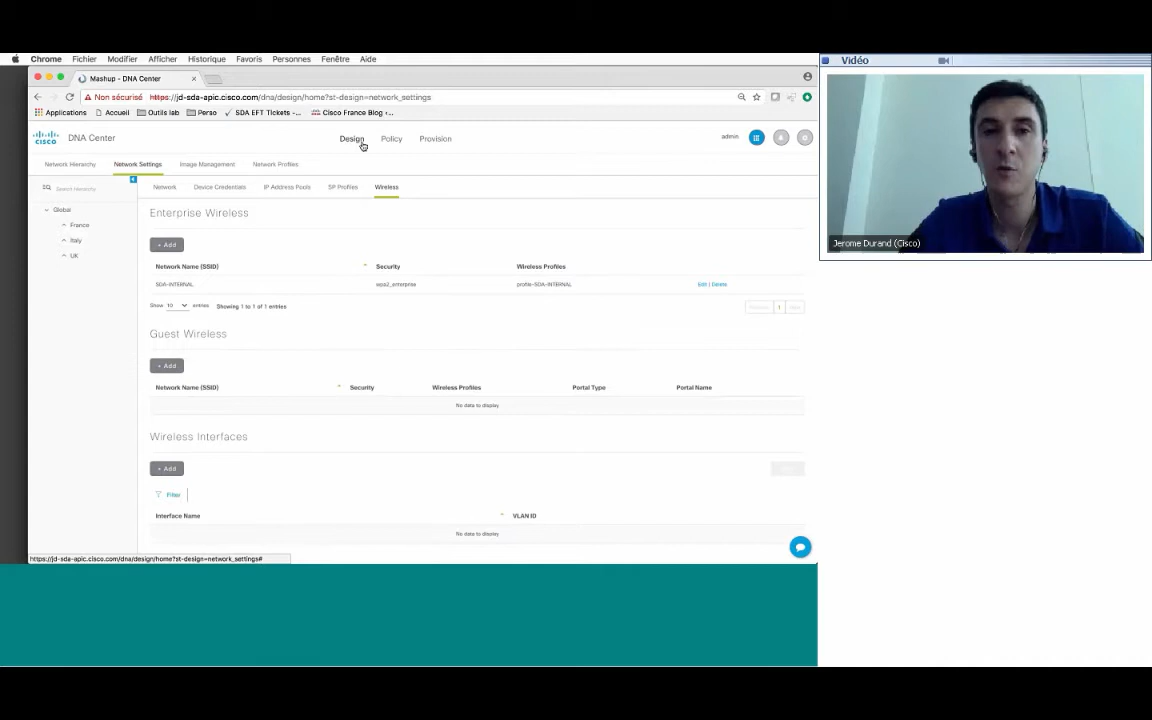 Chrome Fichier Modifier Afficher Historique Favoris Personnes Fenêtre Aide
Vidéo
Mashup - DNA Center
Non sécurisé https://jd-sda-apic.cisco.com/dna/design/home?st-design=network_settings
Applications Accueil Outils lab Perso SDA EFT Tickets -... Cisco France Blog -...
cisco DNA Center Design Policy Provision admin
Network Hierarchy Network Settings Image Management Network Profiles
Search Hierarchy Network Device Credentials IP Address Pools SP Profiles Wireless
Global
France
Italy
UK
Enterprise Wireless
+ Add
Network Name (SSID) Security Wireless Profiles
SDA-INTERNAL wpa2_enterprise profile-SDA-INTERNAL Edit | Delete
Show 10 entries Showing 1 to 1 of 1 entries 1
Guest Wireless
+ Add
Network Name (SSID) Security Wireless Profiles Portal Type Portal Name
No data to display
Wireless Interfaces
+ Add
Filter
Interface Name VLAN ID
No data to display
https://jd-sda-apic.cisco.com/dna/design/home?st-design=network_settings#
Jerome Durand (Cisco)